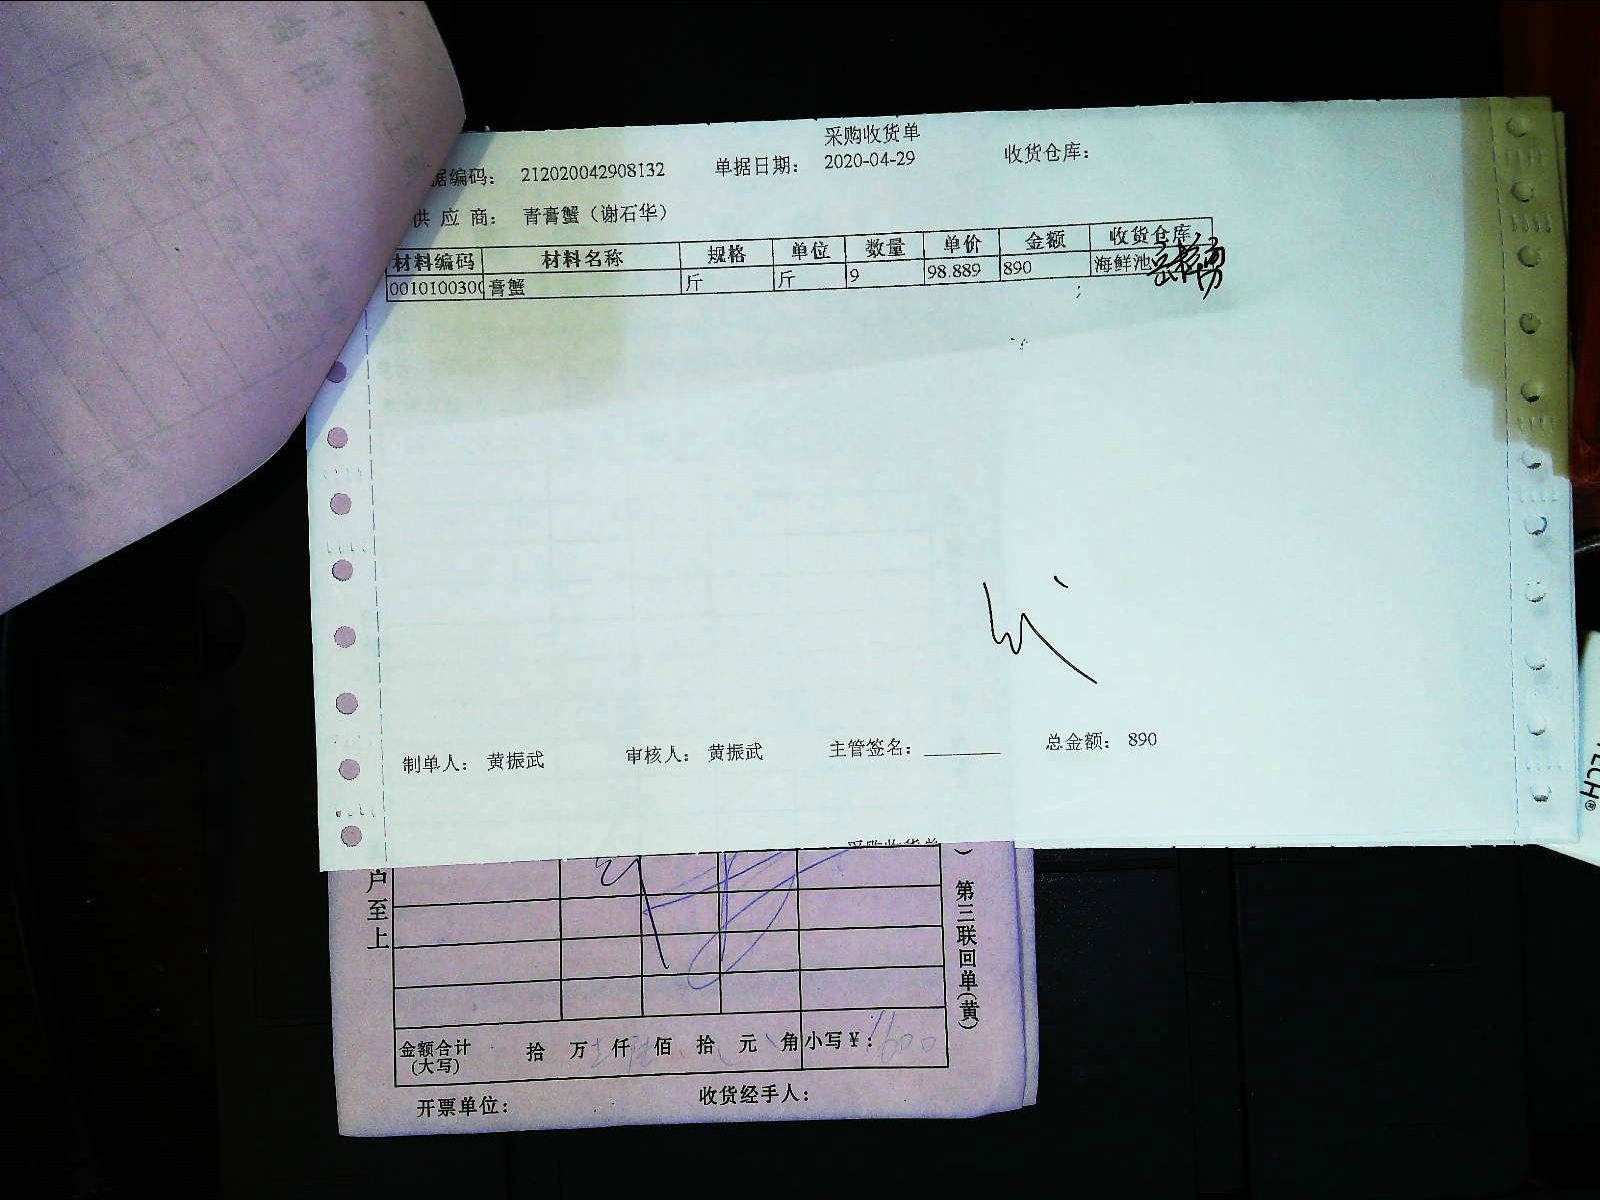 采购收货单
据编码： 212020042908132 单据日期： 2020-04-29 收货仓库：
供 应 商： 青膏蟹（谢石华）
材料编码 材料名称 规格 单位 数量 单价 金额 收货仓库
0010100300 膏蟹 斤 斤 9 98.889 890 海鲜池
制单人： 黄振武 审核人： 黄振武 主管签名： 总金额： 890
采购收货单
户至上
）第三联回单(黄)
金额合计(大写) 拾 万 仟 佰 拾 元 角 小写￥： 1600
开票单位： 收货经手人：